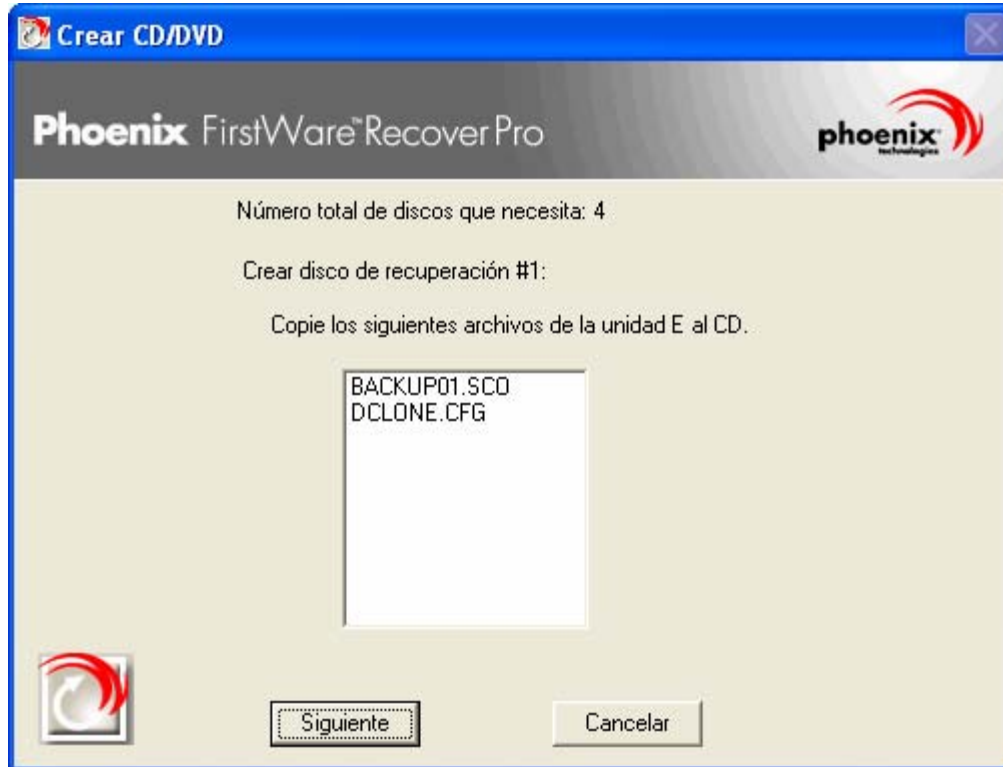 Crear CD/DVD
Phoenix FirstWare™ Recover Pro
phoenix
technologies
Número total de discos que necesita: 4
Crear disco de recuperación #1:
Copie los siguientes archivos de la unidad E al CD.
BACKUP01.SCO
DCLONE.CFG
Siguiente
Cancelar